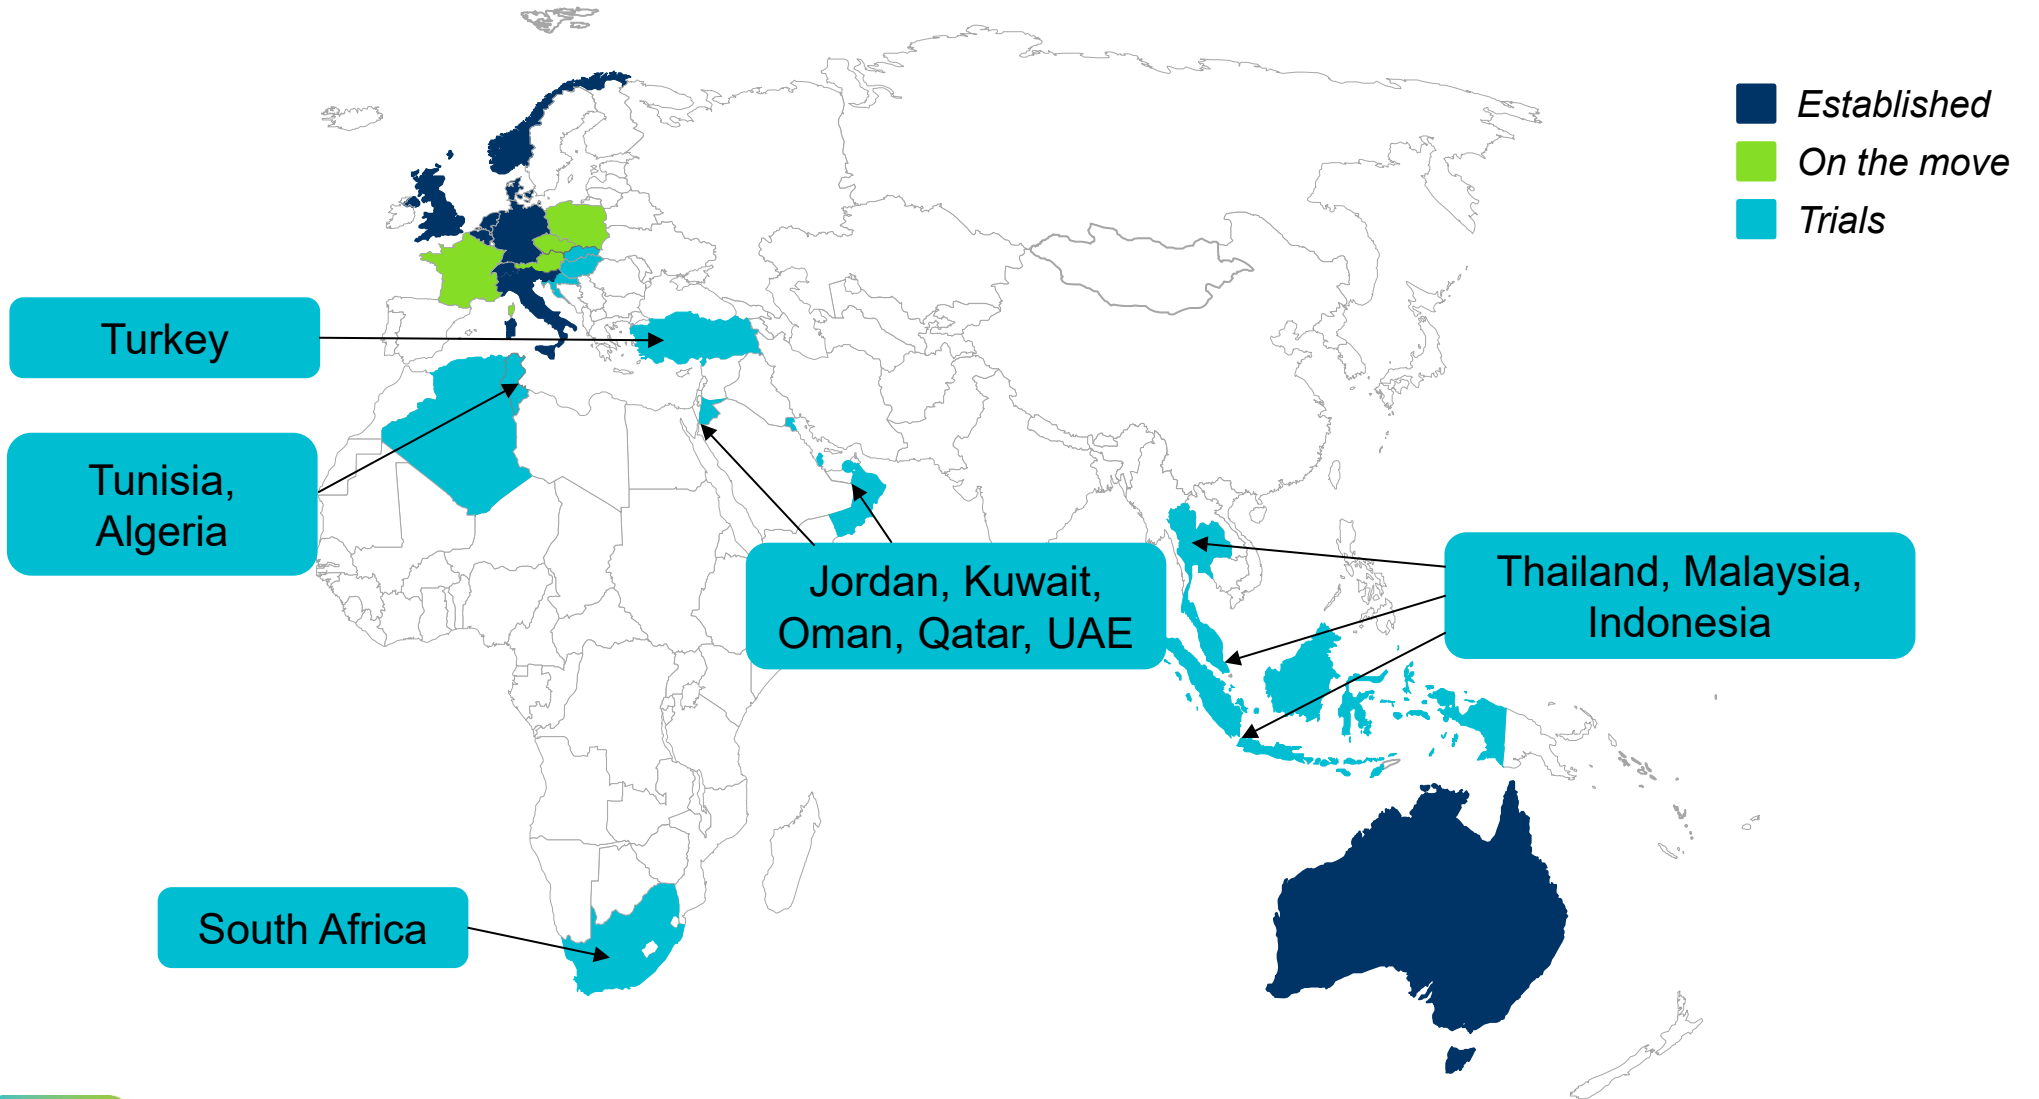 Established
On the move
Trials
Turkey
Tunisia,
Algeria
Jordan, Kuwait,
Oman, Qatar, UAE
Thailand, Malaysia,
Indonesia
South Africa